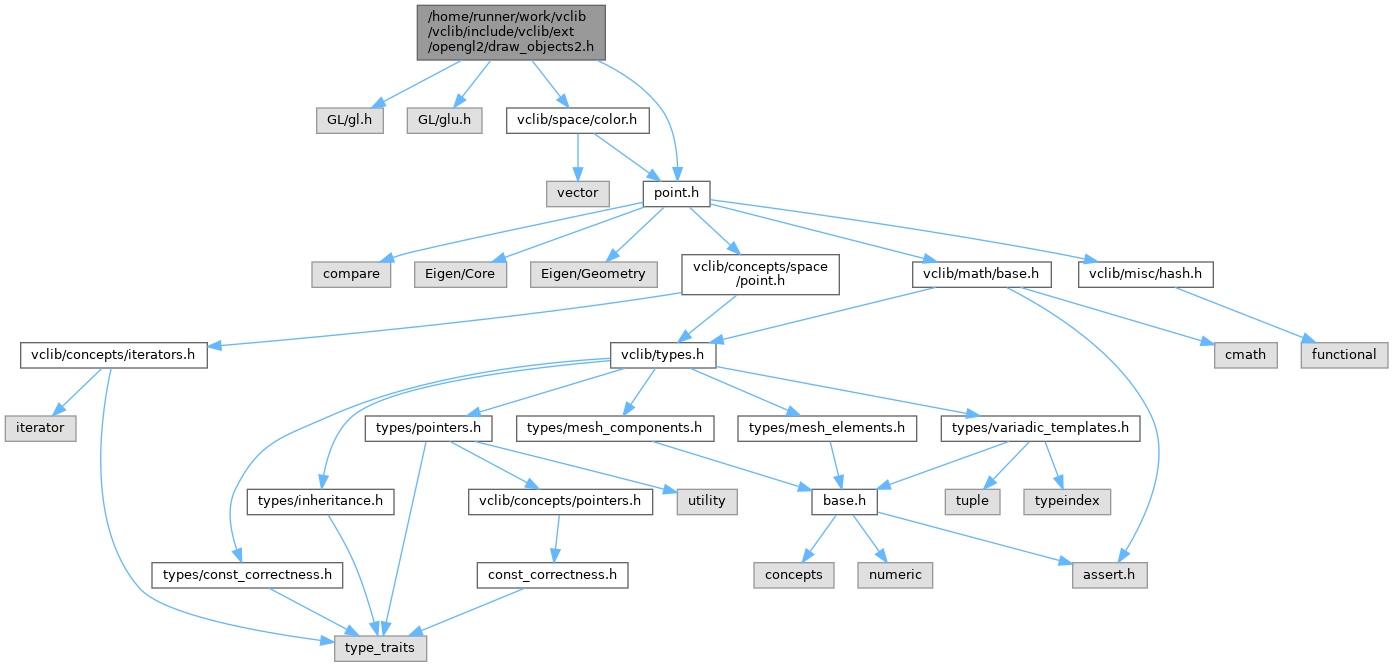 /home/runner/work/vclib
/vclib/include/vclib/ext
/opengl2/draw_objects2.h
GL/gl.h
GL/glu.h
vclib/space/color.h
vector
point.h
compare
Eigen/Core
Eigen/Geometry
vclib/concepts/space
/point.h
vclib/math/base.h
vclib/misc/hash.h
vclib/concepts/iterators.h
vclib/types.h
cmath
functional
iterator
types/pointers.h
types/mesh_components.h
types/mesh_elements.h
types/variadic_templates.h
types/inheritance.h
vclib/concepts/pointers.h
utility
base.h
tuple
typeindex
types/const_correctness.h
const_correctness.h
concepts
numeric
assert.h
type_traits